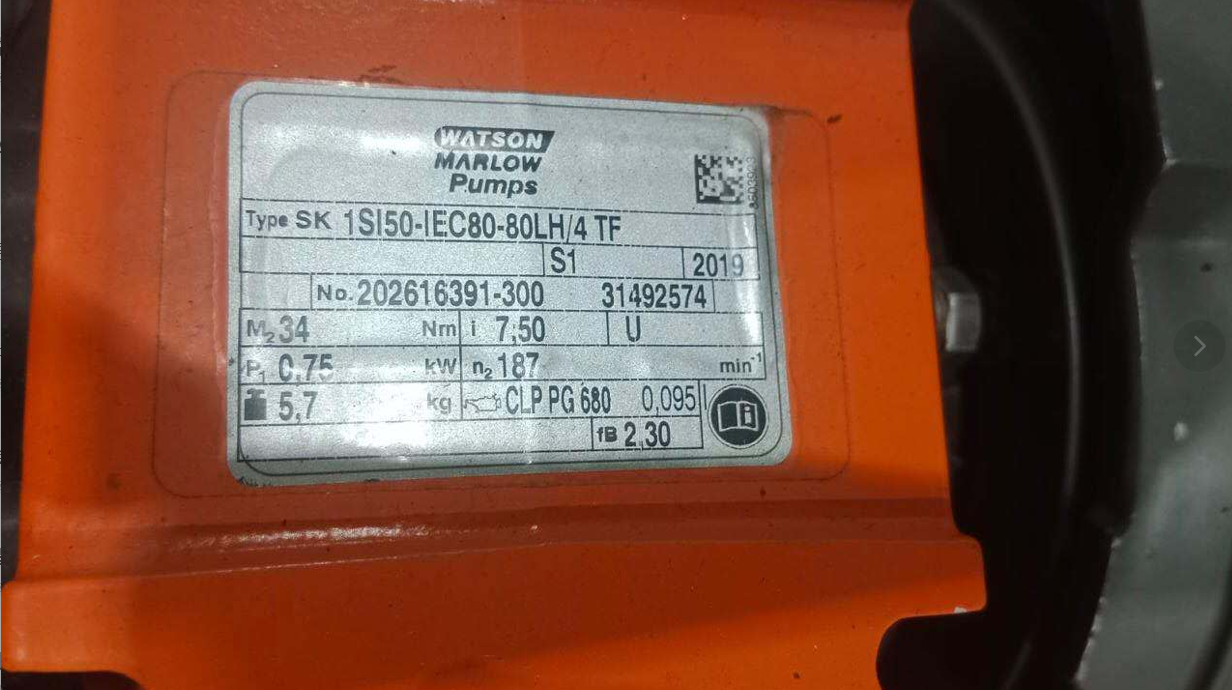 WATSON
MARLOW
Pumps
Type SK 1SI50-IEC80-80LH/4 TF
S1 2019
No. 202616391-300 31492574
M2 34 Nm i 7,50 U
P1 0,75 kW n2 187 min-1
5,7 kg CLP PG 680 0,095 l
fB 2,30